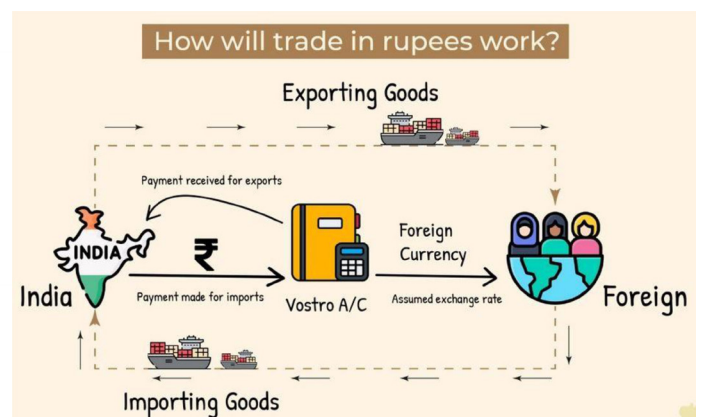 How will trade in rupees work?
Exporting Goods
Payment received for exports
INDIA
₹
Foreign
Currency
India
Payment made for imports
Vostro A/C
Assumed exchange rate
Foreign
Importing Goods